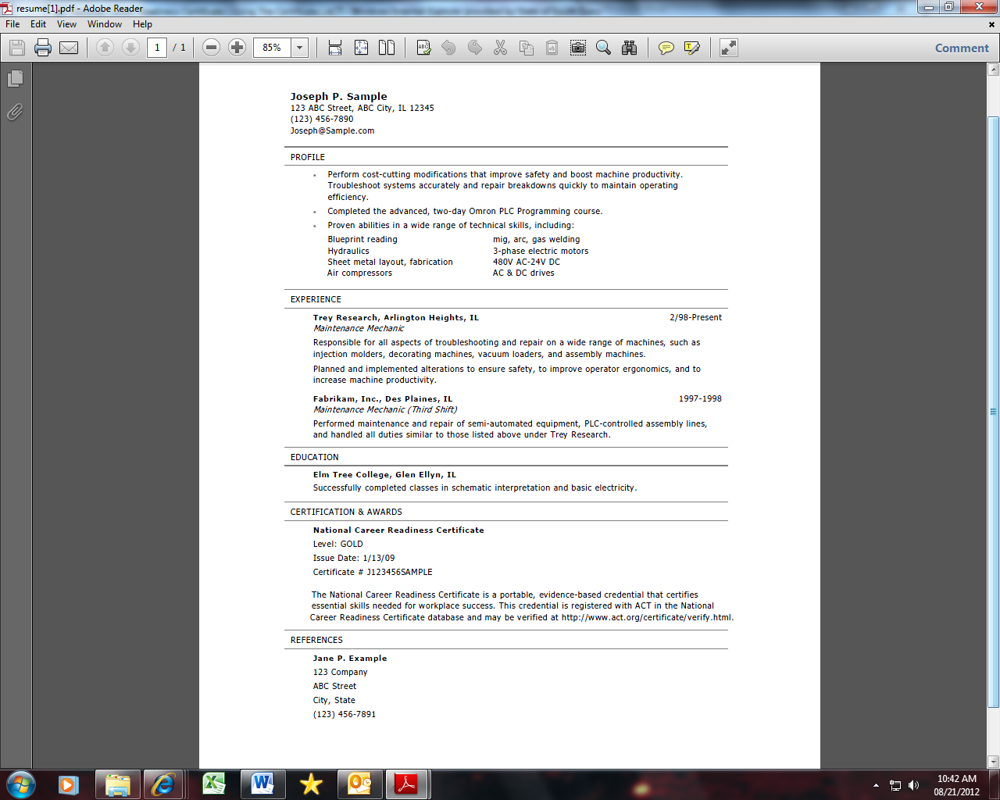 resume[1].pdf - Adobe Reader
File Edit View Window Help
1 / 1 85% Comment
Joseph P. Sample
123 ABC Street, ABC City, IL 12345
(123) 456-7890
Joseph@Sample.com
PROFILE
• Perform cost-cutting modifications that improve safety and boost machine productivity.
Troubleshoot systems accurately and repair breakdowns quickly to maintain operating
efficiency.
• Completed the advanced, two-day Omron PLC Programming course.
• Proven abilities in a wide range of technical skills, including:
Blueprint reading mig, arc, gas welding
Hydraulics 3-phase electric motors
Sheet metal layout, fabrication 480V AC-24V DC
Air compressors AC & DC drives
EXPERIENCE
Trey Research, Arlington Heights, IL 2/98-Present
Maintenance Mechanic
Responsible for all aspects of troubleshooting and repair on a wide range of machines, such as
injection molders, decorating machines, vacuum loaders, and assembly machines.
Planned and implemented alterations to ensure safety, to improve operator ergonomics, and to
increase machine productivity.
Fabrikam, Inc., Des Plaines, IL 1997-1998
Maintenance Mechanic (Third Shift)
Performed maintenance and repair of semi-automated equipment, PLC-controlled assembly lines,
and handled all duties similar to those listed above under Trey Research.
EDUCATION
Elm Tree College, Glen Ellyn, IL
Successfully completed classes in schematic interpretation and basic electricity.
CERTIFICATION & AWARDS
National Career Readiness Certificate
Level: GOLD
Issue Date: 1/13/09
Certificate # J123456SAMPLE
The National Career Readiness Certificate is a portable, evidence-based credential that certifies
essential skills needed for workplace success. This credential is registered with ACT in the National
Career Readiness Certificate database and may be verified at http://www.act.org/certificate/verify.html.
REFERENCES
Jane P. Example
123 Company
ABC Street
City, State
(123) 456-7891
10:42 AM
08/21/2012